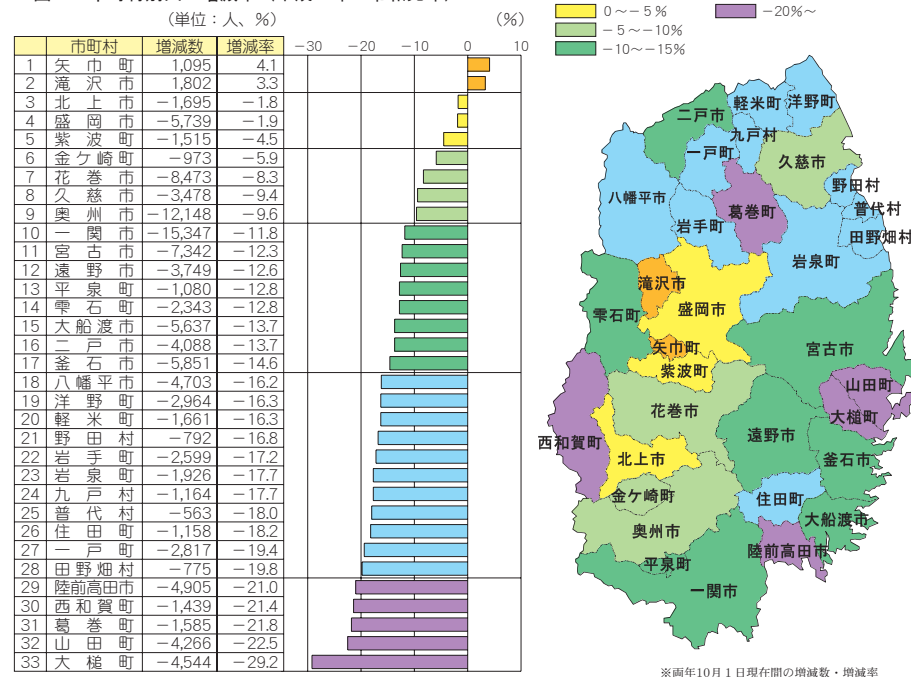 （単位：人、％）
（％）
市町村 増減数 増減率 －30 －20 －10 0 10
1 矢巾町 1,095 4.1
2 滝沢市 1,802 3.3
3 北上市 －1,695 －1.8
4 盛岡市 －5,739 －1.9
5 紫波町 －1,515 －4.5
6 金ケ崎町 －973 －5.9
7 花巻市 －8,473 －8.3
8 久慈市 －3,478 －9.4
9 奥州市 －12,148 －9.6
10 一関市 －15,347 －11.8
11 宮古市 －7,342 －12.3
12 遠野市 －3,749 －12.6
13 平泉町 －1,080 －12.8
14 雫石町 －2,343 －12.8
15 大船渡市 －5,637 －13.7
16 二戸市 －4,088 －13.7
17 釜石市 －5,851 －14.6
18 八幡平市 －4,703 －16.2
19 洋野町 －2,964 －16.3
20 軽米町 －1,661 －16.3
21 野田村 －792 －16.8
22 岩手町 －2,599 －17.2
23 岩泉町 －1,926 －17.7
24 九戸村 －1,164 －17.7
25 普代村 －563 －18.0
26 住田町 －1,158 －18.2
27 一戸町 －2,817 －19.4
28 田野畑村 －775 －19.8
29 陸前高田市 －4,905 －21.0
30 西和賀町 －1,439 －21.4
31 葛巻町 －1,585 －21.8
32 山田町 －4,266 －22.5
33 大槌町 －4,544 －29.2
0～－5％
－20％～
－5～－10％
－10～－15％
軽米町
洋野町
二戸市
九戸村
一戸町
久慈市
野田村
八幡平市
葛巻町
普代村
岩手町
田野畑村
岩泉町
滝沢市
盛岡市
雫石町
矢巾町
宮古市
紫波町
山田町
花巻市
大槌町
西和賀町
遠野市
北上市
釜石市
金ケ崎町
住田町
大船渡市
奥州市
陸前高田市
平泉町
一関市
※両年10月１日現在間の増減数・増減率